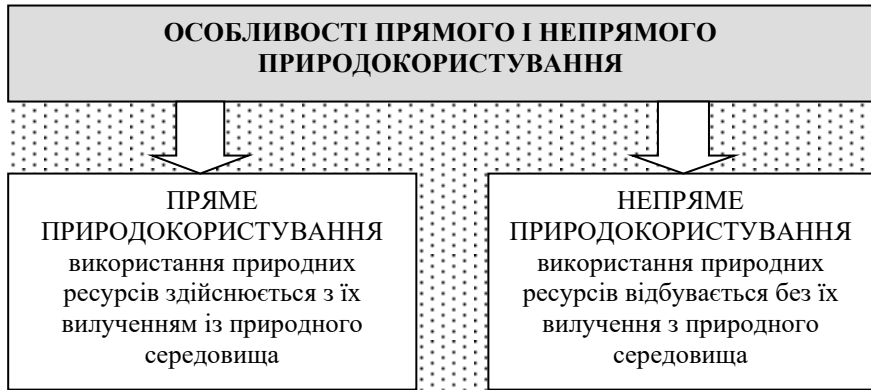 ОСОБЛИВОСТІ ПРЯМОГО І НЕПРЯМОГО
ПРИРОДОКОРИСТУВАННЯ
ПРЯМЕ
ПРИРОДОКОРИСТУВАННЯ
використання природних
ресурсів здійснюється з їх
вилученням із природного
середовища
НЕПРЯМЕ
ПРИРОДОКОРИСТУВАННЯ
використання природних
ресурсів відбувається без їх
вилучення з природного
середовища